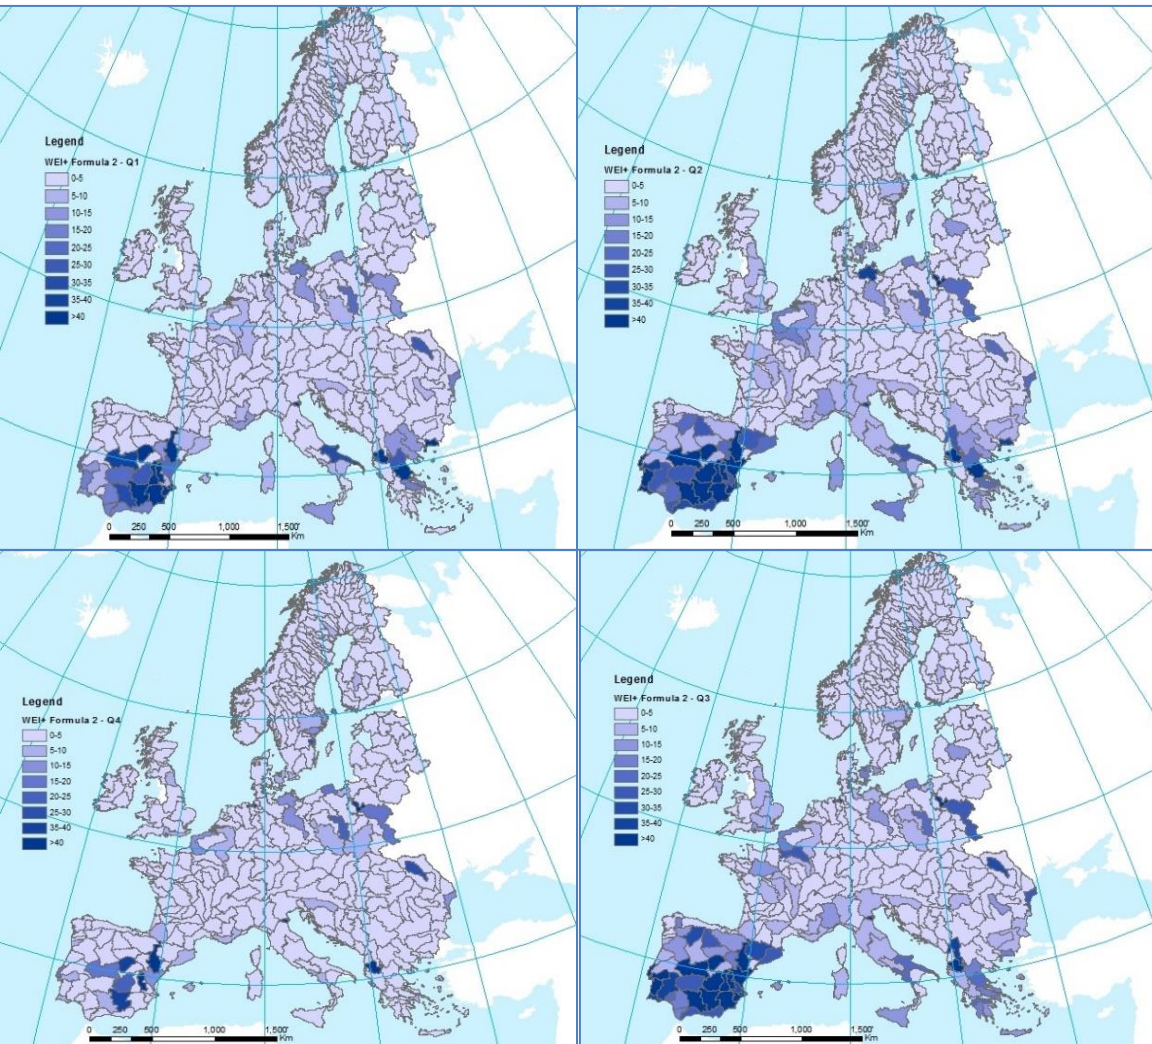 Legend
WEI+ Formula 2 - Q1
0-5
5-10
10-15
15-20
20-25
25-30
30-35
35-40
>40
0 250 500 1,000 1,500
Km
Legend
WEI+ Formula 2 - Q2
0-5
5-10
10-15
15-20
20-25
25-30
30-35
35-40
>40
0 250 500 1,000 1,500
Km
Legend
WEI+ Formula 2 - Q4
0-5
5-10
10-15
15-20
20-25
25-30
30-35
35-40
>40
0 250 500 1,000 1,500
Km
Legend
WEI+ Formula 2 - Q3
0-5
5-10
10-15
15-20
20-25
25-30
30-35
35-40
>40
0 250 500 1,000 1,500
Km